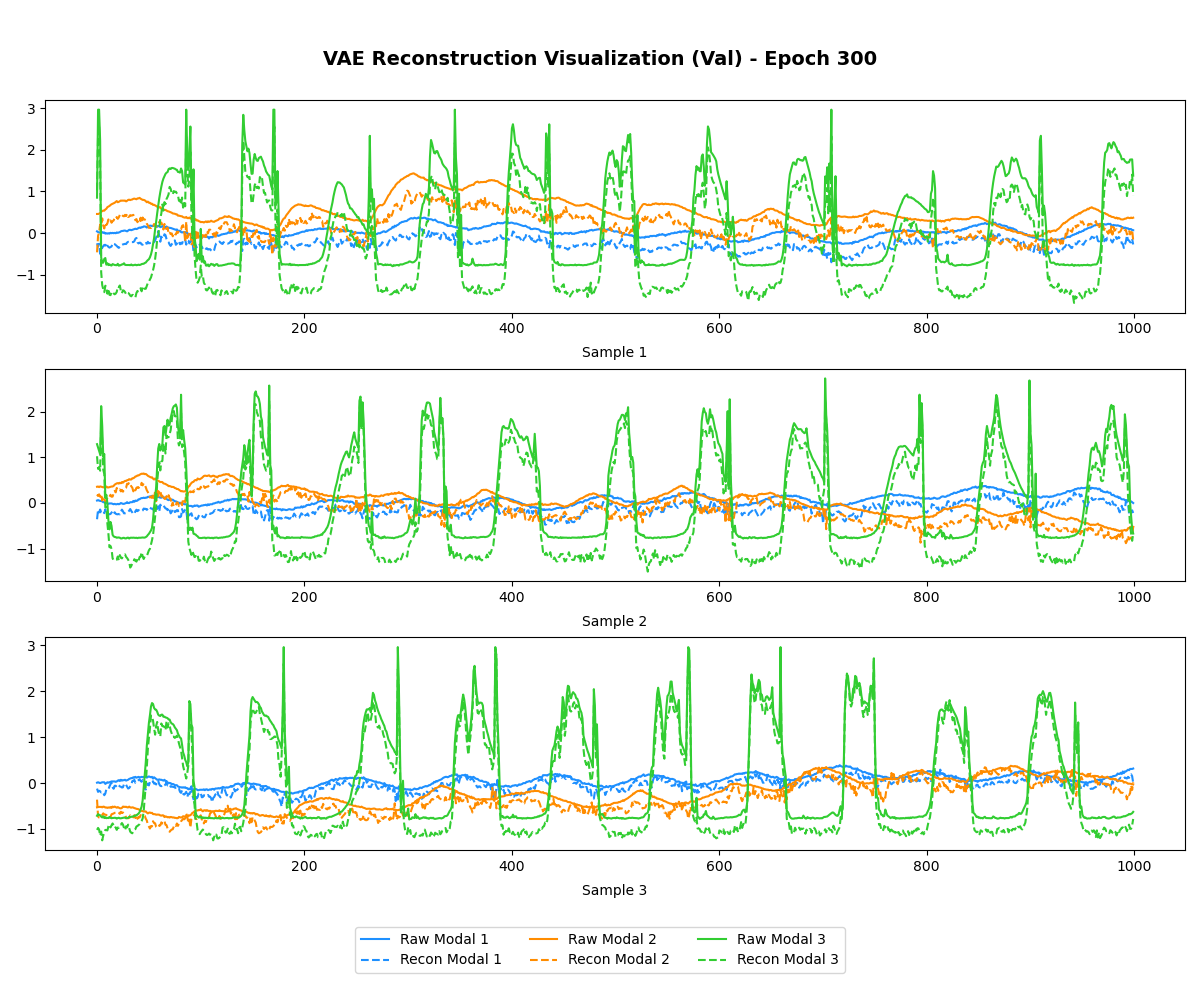 VAE Reconstruction Visualization (Val) - Epoch 300
3
2
1
0
−1
0 200 400 600 800 1000
Sample 1
2
1
0
−1
0 200 400 600 800 1000
Sample 2
3
2
1
0
−1
0 200 400 600 800 1000
Sample 3
Raw Modal 1 Raw Modal 2 Raw Modal 3
Recon Modal 1 Recon Modal 2 Recon Modal 3